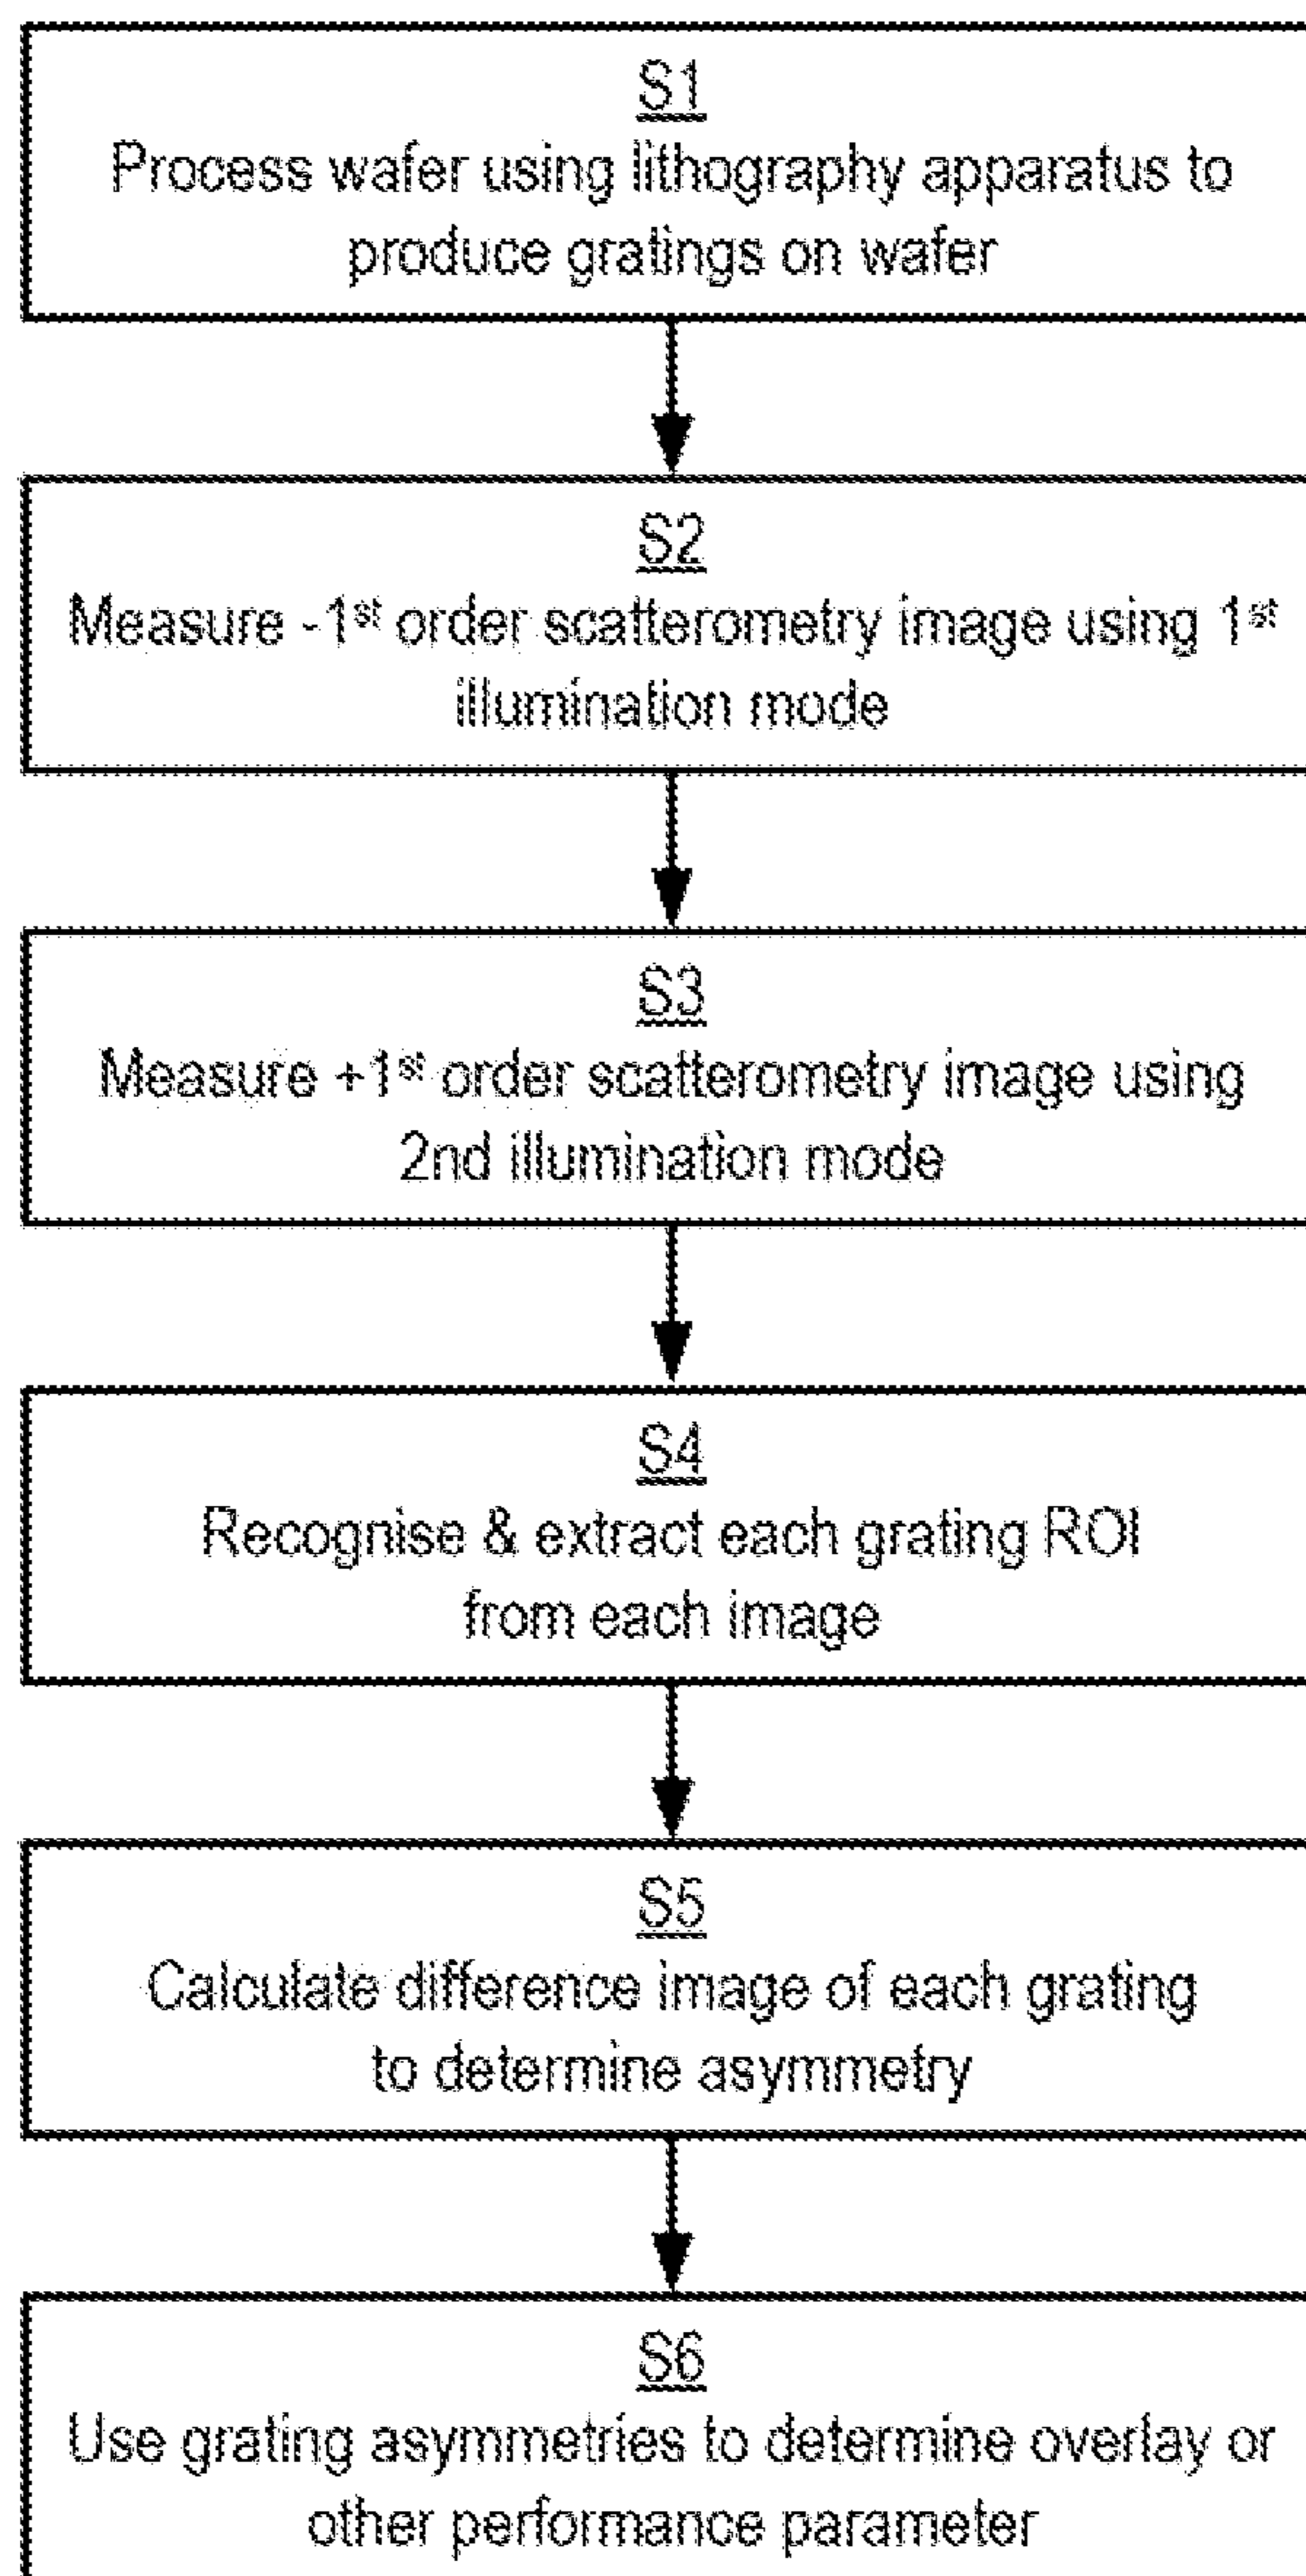 S1
Process wafer using lithography apparatus to
produce gratings on wafer
S2
Measure -1st order scatterometry image using 1st
illumination mode
S3
Measure +1st order scatterometry image using
2nd illumination mode
S4
Recognise & extract each grating ROI
from each image
S5
Calculate difference image of each grating
to determine asymmetry
S6
Use grating asymmetries to determine overlay or
other performance parameter